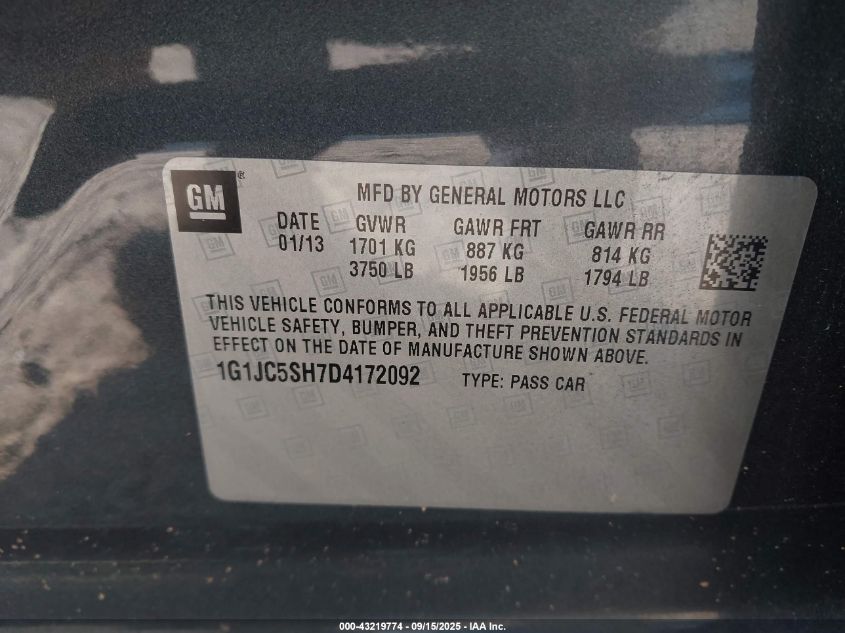 GM ®
MFD BY GENERAL MOTORS LLC
DATE GVWR GAWR FRT GAWR RR
01/13 1701 KG 887 KG 814 KG
3750 LB 1956 LB 1794 LB
THIS VEHICLE CONFORMS TO ALL APPLICABLE U.S. FEDERAL MOTOR
VEHICLE SAFETY, BUMPER, AND THEFT PREVENTION STANDARDS IN
EFFECT ON THE DATE OF MANUFACTURE SHOWN ABOVE.
1G1JC5SH7D4172092 TYPE: PASS CAR
000-43219774 - 09/15/2025 - IAA Inc.